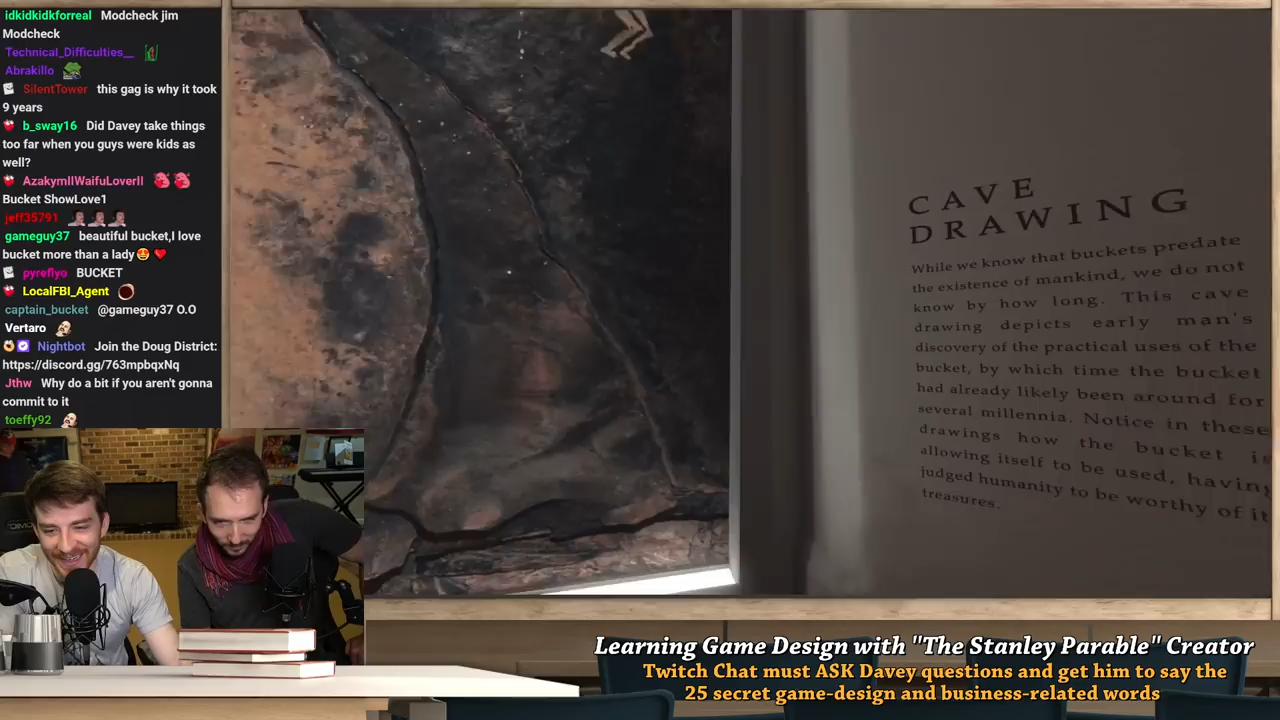 idkidkidkforreal Modcheck jim
Modcheck
Technical_Difficulties__
Abrakillo
SilentTower this gag is why it took
9 years
b_sway16 Did Davey take things
too far when you guys were kids as
well?
AzakymIIWaifuLoverII
Bucket ShowLove1
jeff35791
gameguy37 beautiful bucket,I love
bucket more than a lady😍 ❤️
pyreflyo BUCKET
LocalFBI_Agent
captain_bucket @gameguy37 O.O
Vertaro
Nightbot Join the Doug District:
https://discord.gg/763mpbqxNq
Jthw Why do a bit if you aren't gonna
commit to it
toeffy92
CAVE
DRAWING
While we know that buckets predate
the existence of mankind, we do not
know by how long. This cave
drawing depicts early man's
discovery of the practical uses of the
bucket, by which time the bucket
had already likely been around for
several millennia. Notice in these
drawings how the bucket is
allowing itself to be used, having
judged humanity to be worthy of it
treasures.
Learning Game Design with "The Stanley Parable" Creator
Twitch Chat must ASK Davey questions and get him to say the
25 secret game-design and business-related words